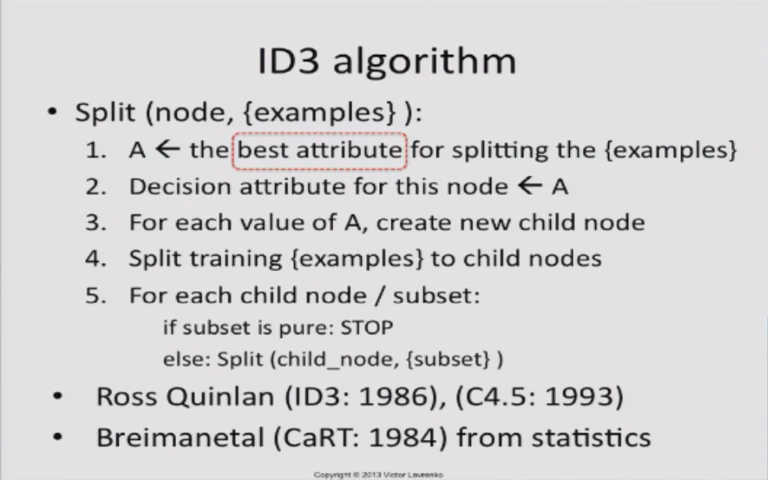 ID3 algorithm
• Split (node, {examples} ):
1. A ← the best attribute for splitting the {examples}
2. Decision attribute for this node ← A
3. For each value of A, create new child node
4. Split training {examples} to child nodes
5. For each child node / subset:
if subset is pure: STOP
else: Split (child_node, {subset} )
• Ross Quinlan (ID3: 1986), (C4.5: 1993)
• Breimanetal (CaRT: 1984) from statistics
Copyright © 2013 Victor Lavrenko